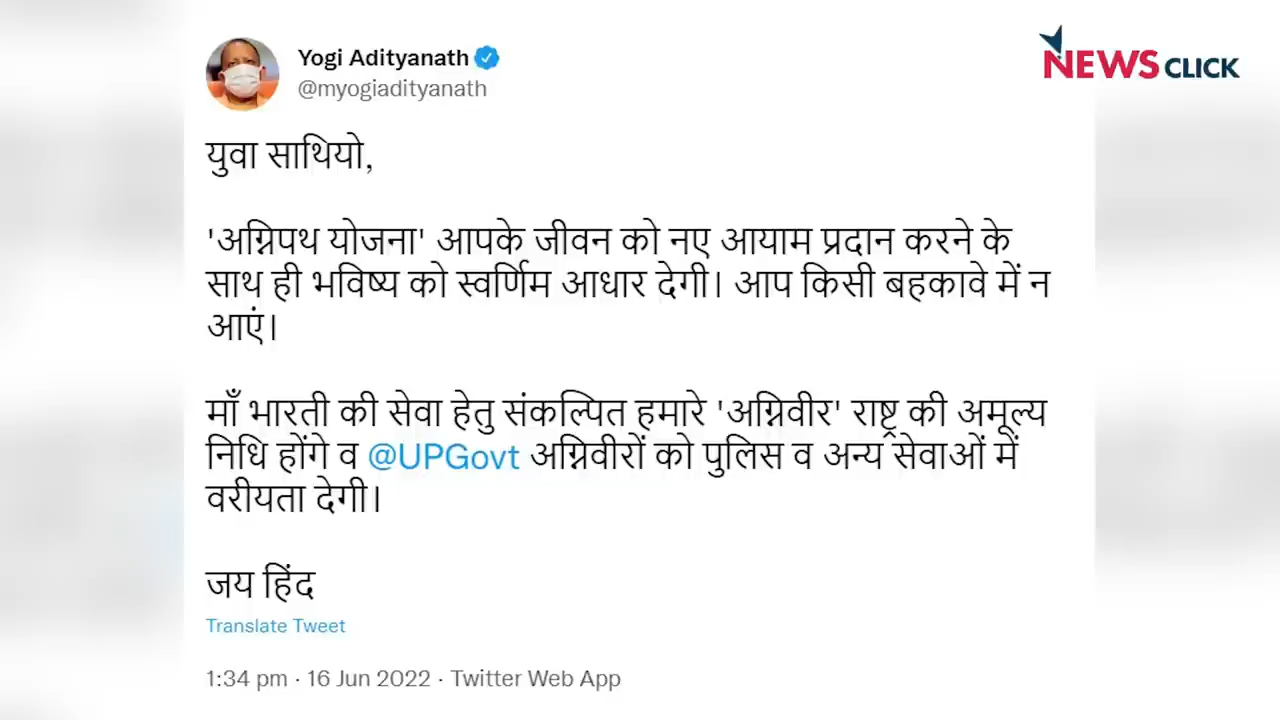 Yogi Adityanath
@myogiadityanath
NEWS CLICK
युवा साथियो,
'अग्निपथ योजना' आपके जीवन को नए आयाम प्रदान करने के
साथ ही भविष्य को स्वर्णिम आधार देगी। आप किसी बहकावे में न
आएं।
माँ भारती की सेवा हेतु संकल्पित हमारे 'अग्निवीर' राष्ट्र की अमूल्य
निधि होंगे व @UPGovt अग्निवीरों को पुलिस व अन्य सेवाओं में
वरीयता देगी।
जय हिंद
Translate Tweet
1:34 pm · 16 Jun 2022 · Twitter Web App